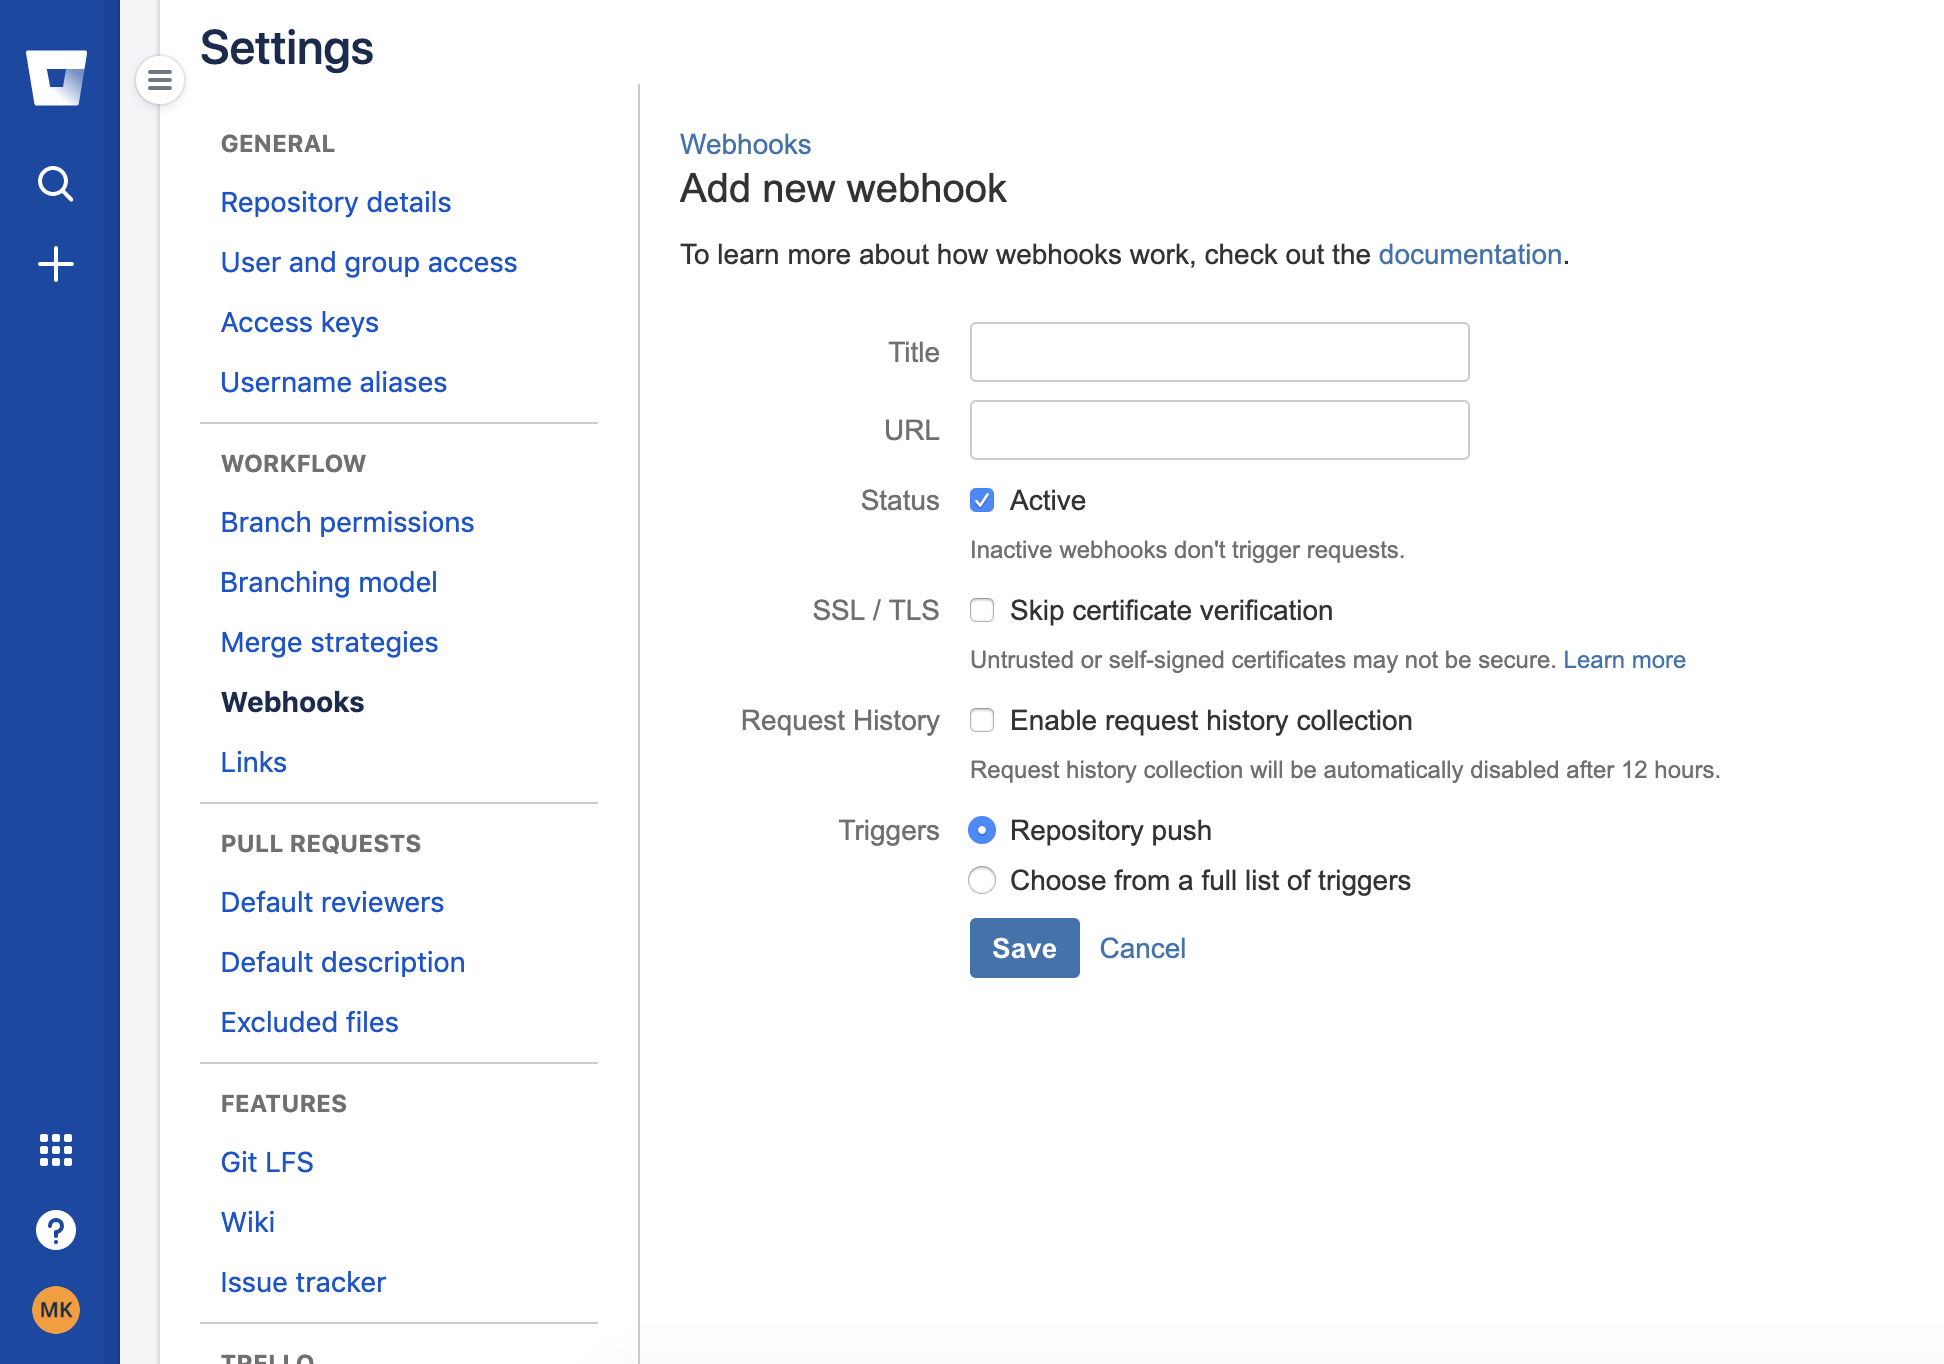 Settings
GENERAL
Repository details
User and group access
Access keys
Username aliases
WORKFLOW
Branch permissions
Branching model
Merge strategies
Webhooks
Links
PULL REQUESTS
Default reviewers
Default description
Excluded files
FEATURES
Git LFS
Wiki
Issue tracker
TRELLO
MK
Webhooks
Add new webhook
To learn more about how webhooks work, check out the documentation.
Title
URL
Status Active
Inactive webhooks don't trigger requests.
SSL / TLS Skip certificate verification
Untrusted or self-signed certificates may not be secure. Learn more
Request History Enable request history collection
Request history collection will be automatically disabled after 12 hours.
Triggers Repository push
Choose from a full list of triggers
Save Cancel